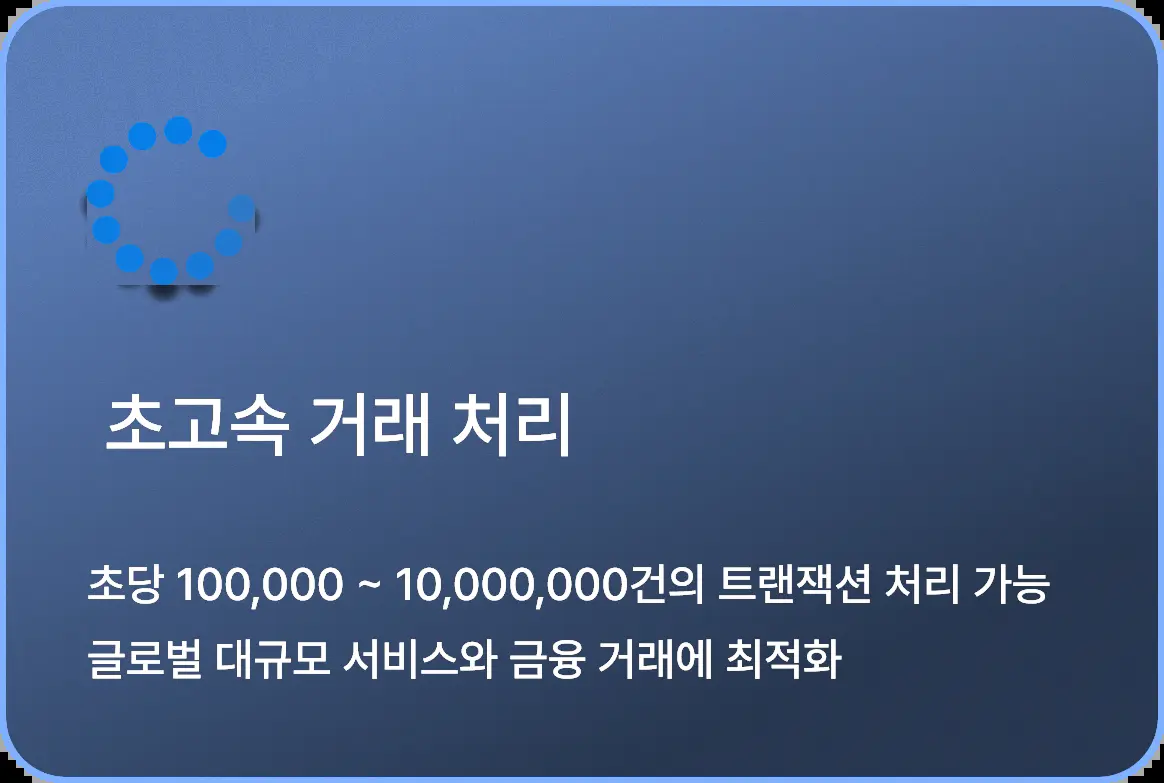 초고속 거래 처리
초당 100,000 ~ 10,000,000건의 트랜잭션 처리 가능
글로벌 대규모 서비스와 금융 거래에 최적화